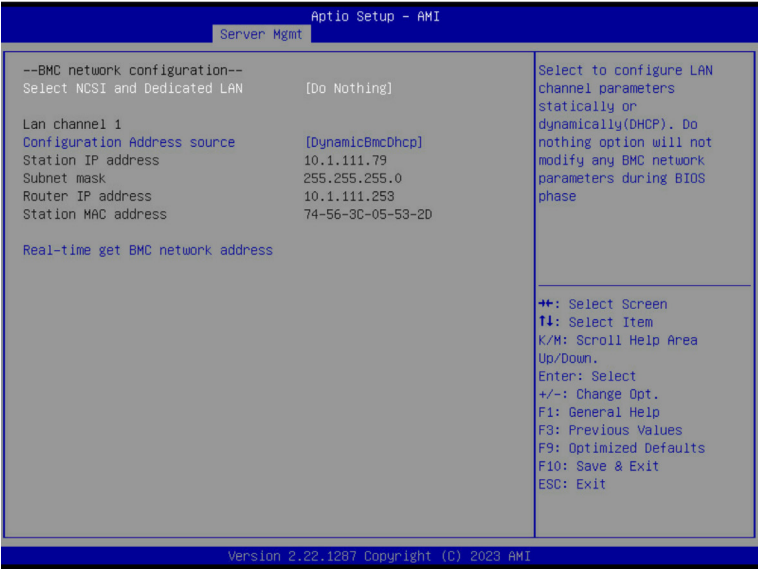 Aptio Setup – AMI
Server Mgmt
--BMC network configuration--
Select NCSI and Dedicated LAN [Do Nothing]
Lan channel 1
Configuration Address source [DynamicBmcDhcp]
Station IP address 10.1.111.79
Subnet mask 255.255.255.0
Router IP address 10.1.111.253
Station MAC address 74-56-3C-05-53-2D
Real-time get BMC network address
Select to configure LAN
channel parameters
statically or
dynamically(DHCP). Do
nothing option will not
modify any BMC network
parameters during BIOS
phase
→←: Select Screen
↑↓: Select Item
K/M: Scroll Help Area
Up/Down.
Enter: Select
+/-: Change Opt.
F1: General Help
F3: Previous Values
F9: Optimized Defaults
F10: Save & Exit
ESC: Exit
Version 2.22.1287 Copyright (C) 2023 AMI